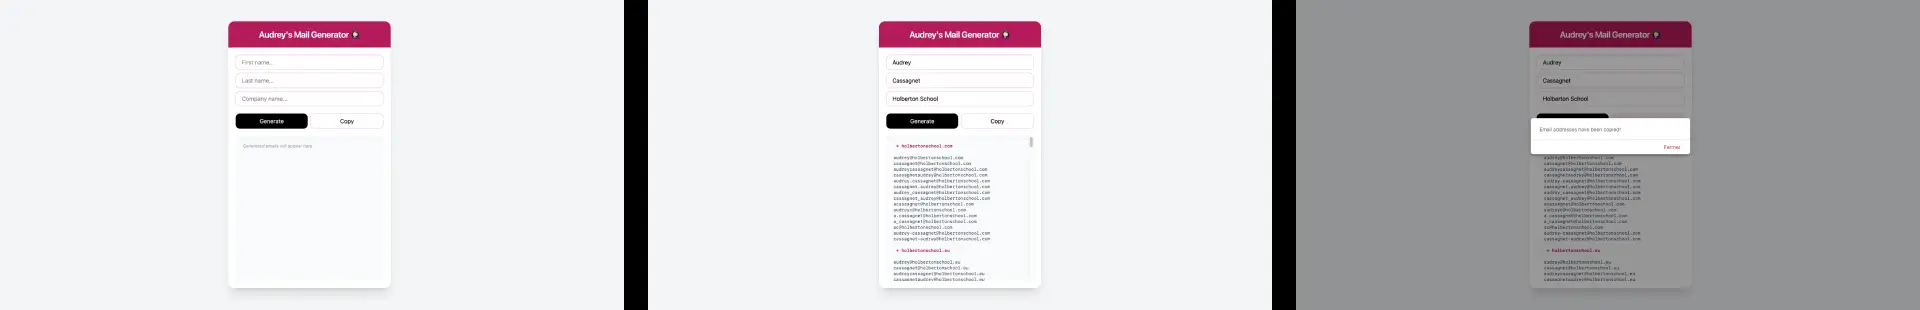 Audrey's Mail Generator
First name...
Last name...
Company name...
Generate Copy
Generated emails will appear here
Audrey's Mail Generator
Audrey
Cassagnet
Holberton School
Generate Copy
+ holbertonschool.com
audrey@holbertonschool.com
cassagnet@holbertonschool.com
audreycassagnet@holbertonschool.com
cassagnetaudrey@holbertonschool.com
audrey.cassagnet@holbertonschool.com
cassagnet.audrey@holbertonschool.com
audrey_cassagnet@holbertonschool.com
cassagnet_audrey@holbertonschool.com
acassagnet@holbertonschool.com
audreyc@holbertonschool.com
a.cassagnet@holbertonschool.com
a_cassagnet@holbertonschool.com
ac@holbertonschool.com
audrey-cassagnet@holbertonschool.com
cassagnet-audrey@holbertonschool.com
+ holbertonschool.eu
audrey@holbertonschool.eu
cassagnet@holbertonschool.eu
audreycassagnet@holbertonschool.eu
cassagnetaudrey@holbertonschool.eu
Audrey's Mail Generator
Audrey
Cassagnet
Holberton School
Email addresses have been copied!
Fermer
audrey@holbertonschool.com
cassagnet@holbertonschool.com
audreycassagnet@holbertonschool.com
cassagnetaudrey@holbertonschool.com
audrey.cassagnet@holbertonschool.com
cassagnet.audrey@holbertonschool.com
audrey_cassagnet@holbertonschool.com
cassagnet_audrey@holbertonschool.com
acassagnet@holbertonschool.com
audreyc@holbertonschool.com
a.cassagnet@holbertonschool.com
a_cassagnet@holbertonschool.com
ac@holbertonschool.com
audrey-cassagnet@holbertonschool.com
cassagnet-audrey@holbertonschool.com
+ holbertonschool.eu
audrey@holbertonschool.eu
cassagnet@holbertonschool.eu
audreycassagnet@holbertonschool.eu
cassagnetaudrey@holbertonschool.eu